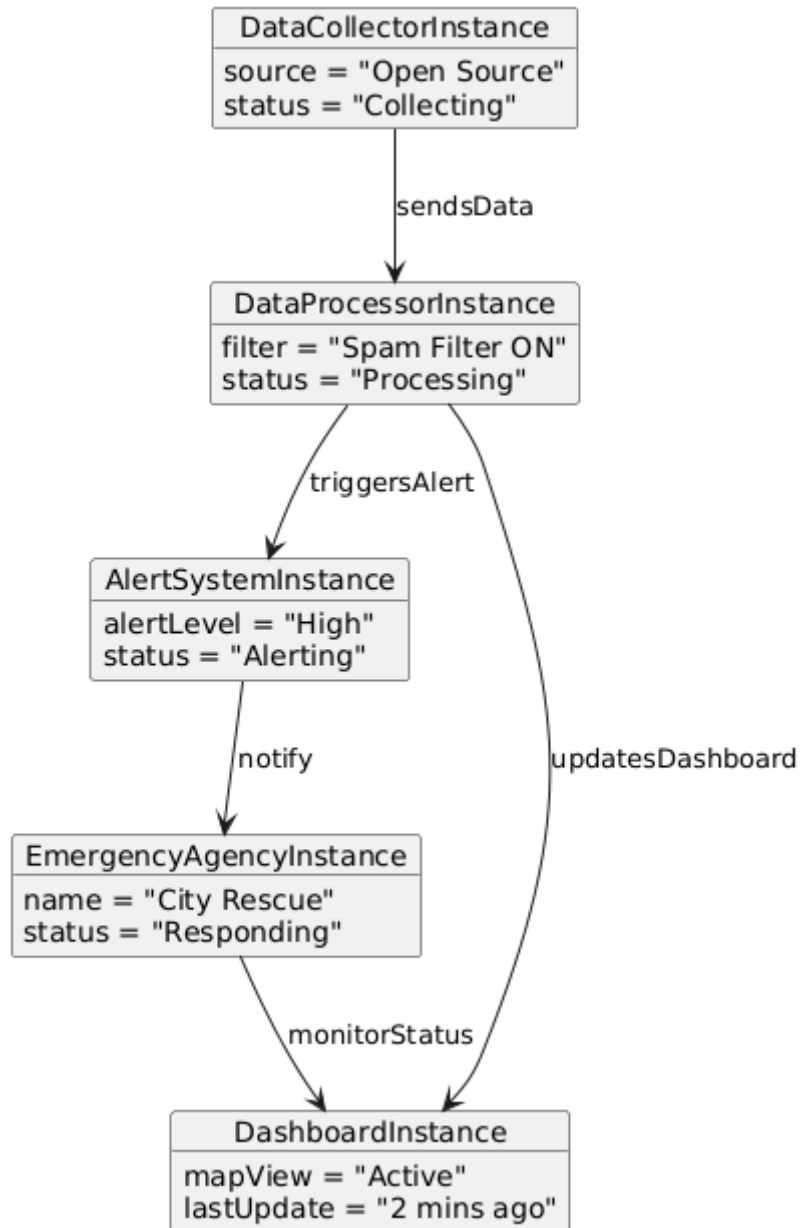 DataCollectorInstance
source = "Open Source"
status = "Collecting"
sendsData
DataProcessorInstance
filter = "Spam Filter ON"
status = "Processing"
triggersAlert
AlertSystemInstance
alertLevel = "High"
status = "Alerting"
notify
updatesDashboard
EmergencyAgencyInstance
name = "City Rescue"
status = "Responding"
monitorStatus
DashboardInstance
mapView = "Active"
lastUpdate = "2 mins ago"